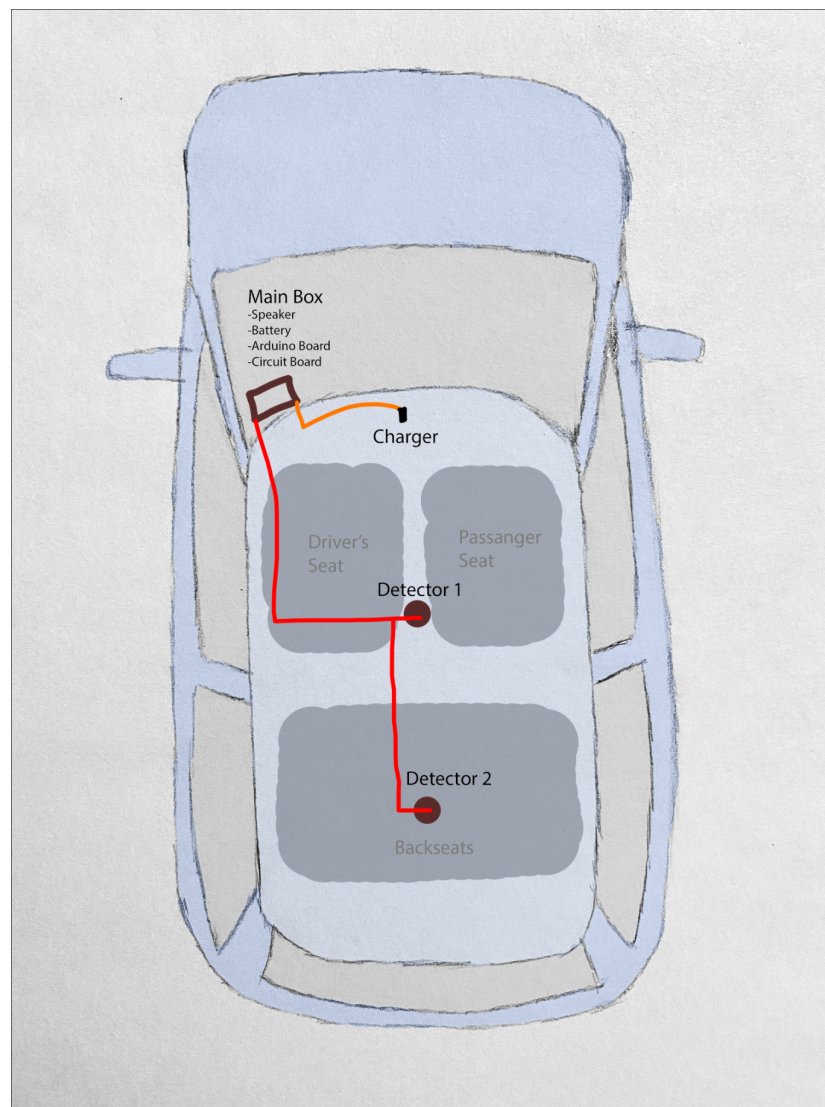 Main Box
-Speaker
-Battery
-Arduino Board
-Circuit Board
Charger
Driver's
Seat
Passanger
Seat
Detector 1
Detector 2
Backseats